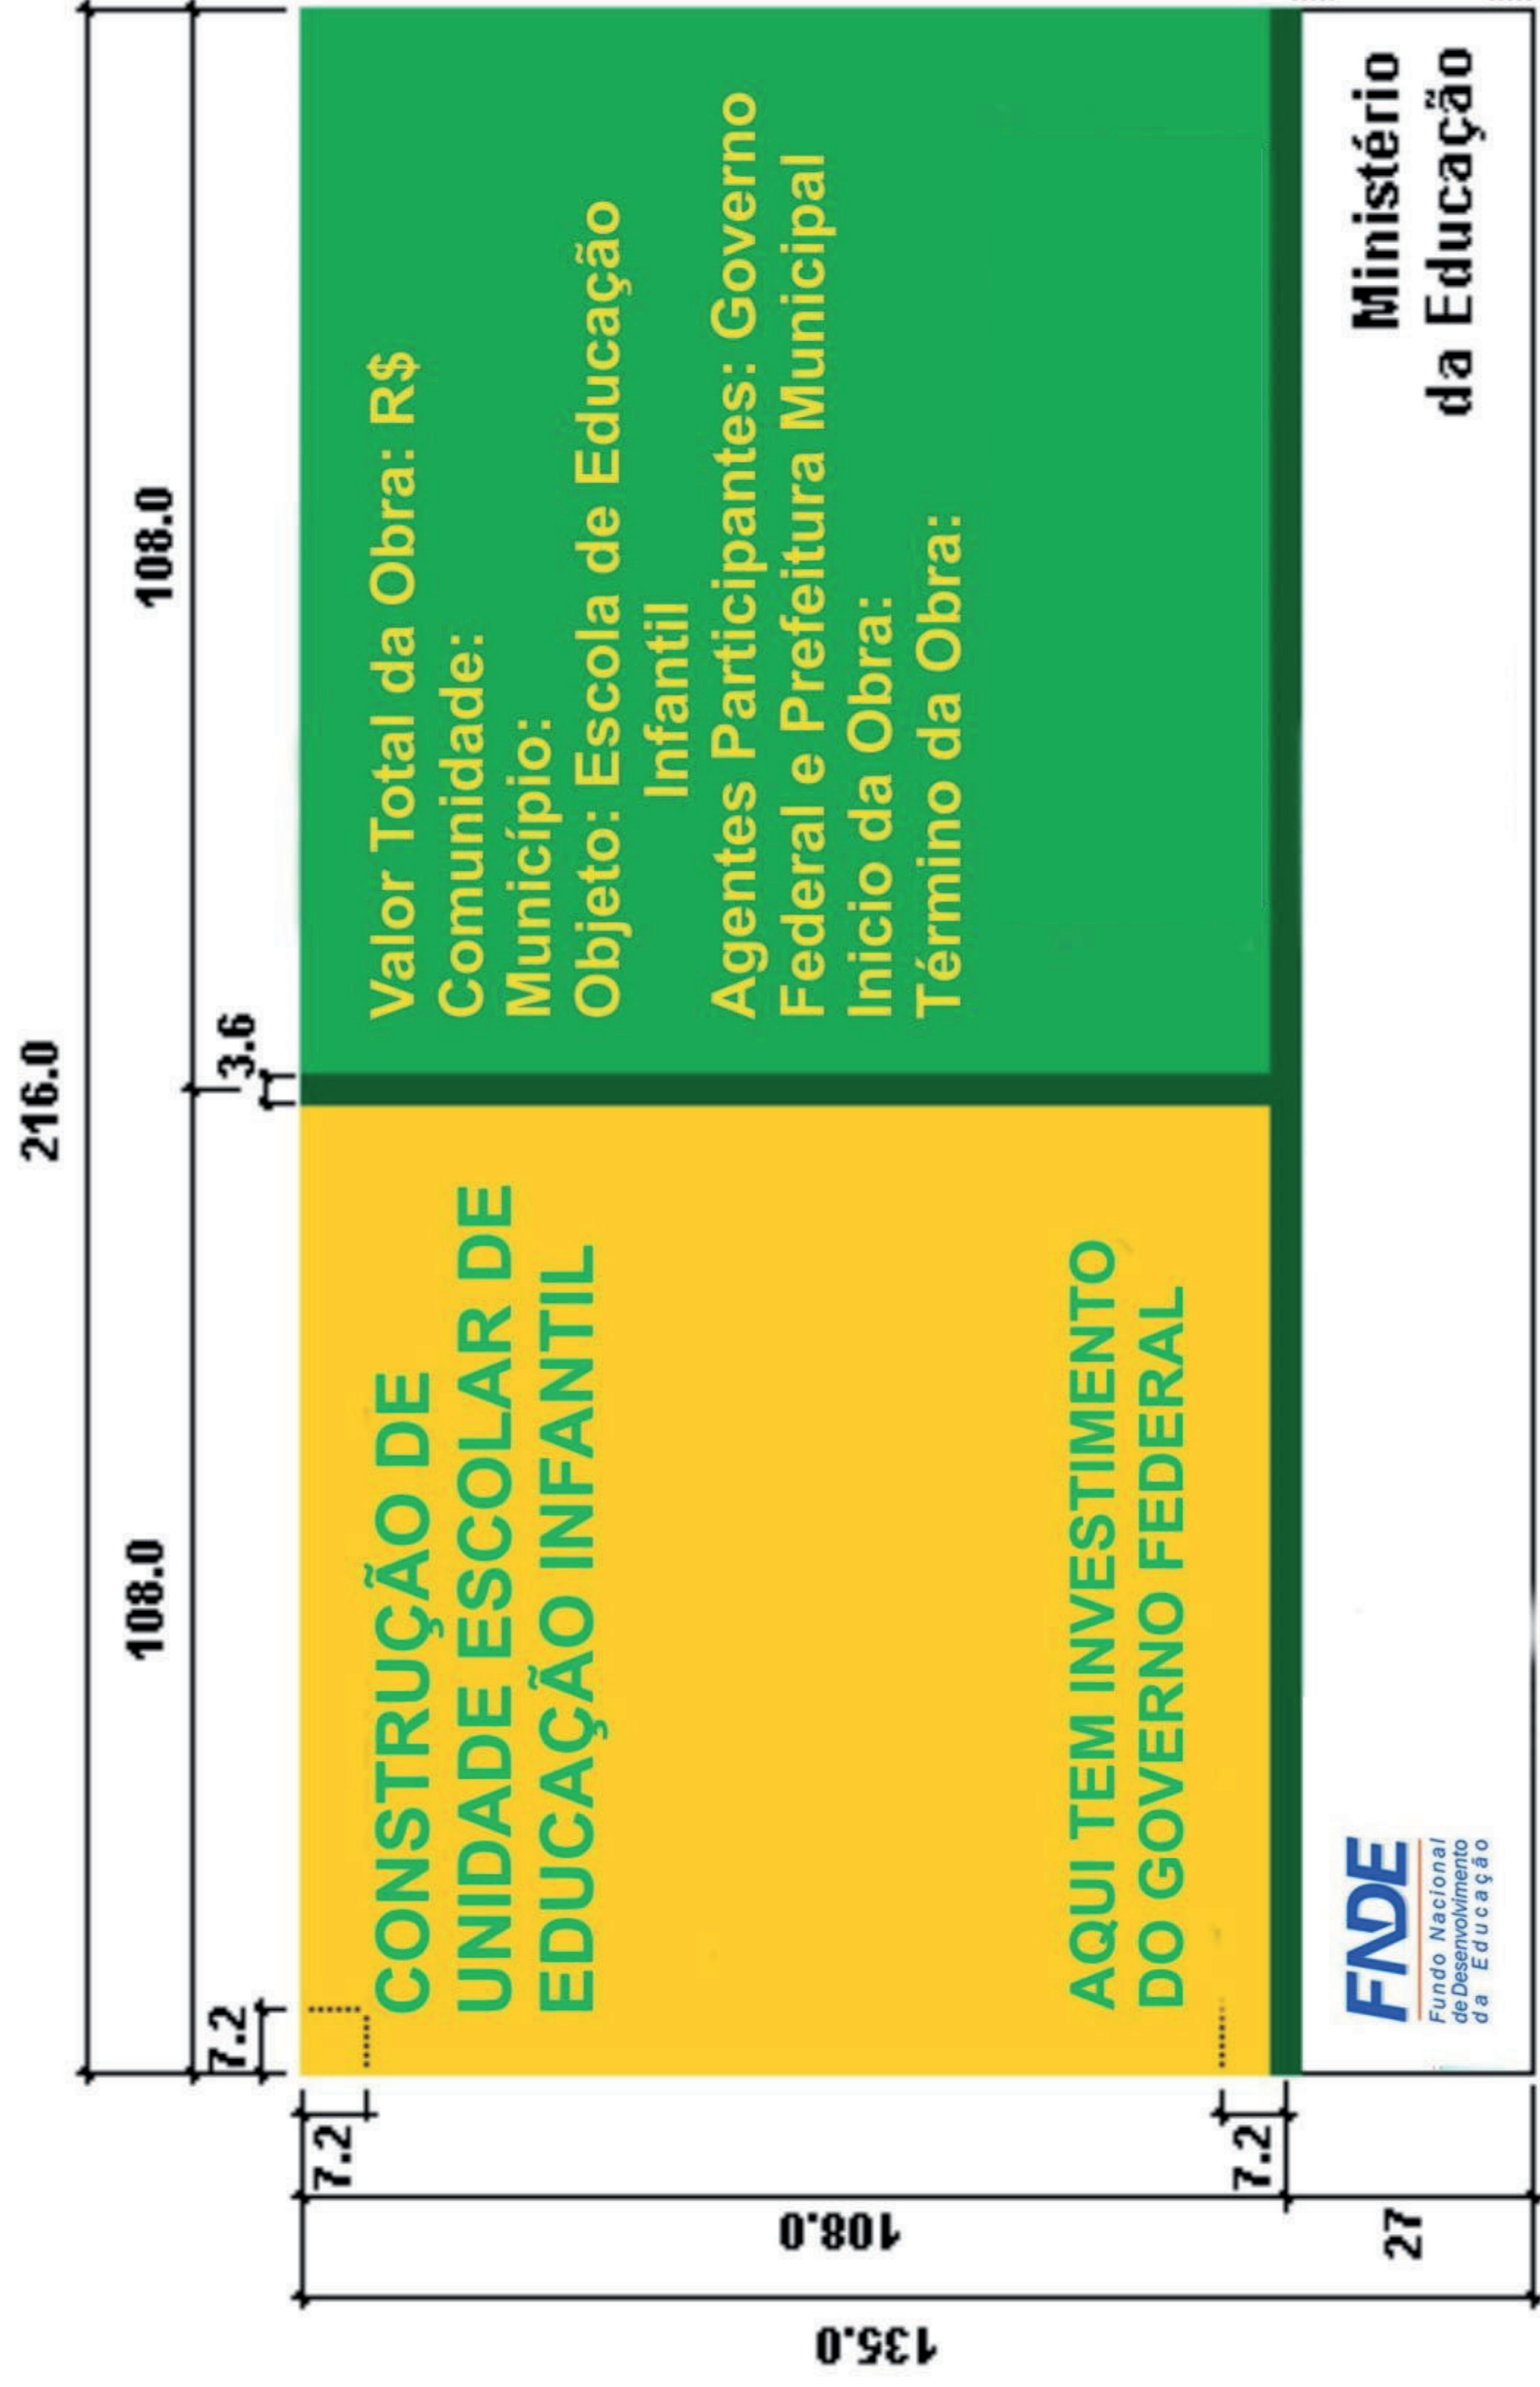 216.0
108.0
108.0
7.2
3.6
7.2
108.0
135.0
7.2
27
CONSTRUÇÃO DE
UNIDADE ESCOLAR DE
EDUCAÇÃO INFANTIL
AQUI TEM INVESTIMENTO
DO GOVERNO FEDERAL
Valor Total da Obra: R$
Comunidade:
Município:
Objeto: Escola de Educação
Infantil
Agentes Participantes: Governo
Federal e Prefeitura Municipal
Inicio da Obra:
Término da Obra:
FNDE
Fundo Nacional
de Desenvolvimento
da Educação
Ministério
da Educação